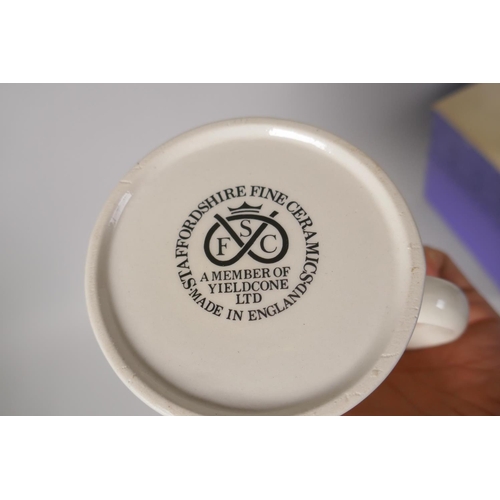 STAFFORDSHIRE FINE CERAMICS
S
F C
A MEMBER OF
YIELDCONE
LTD
·MADE IN ENGLAND·